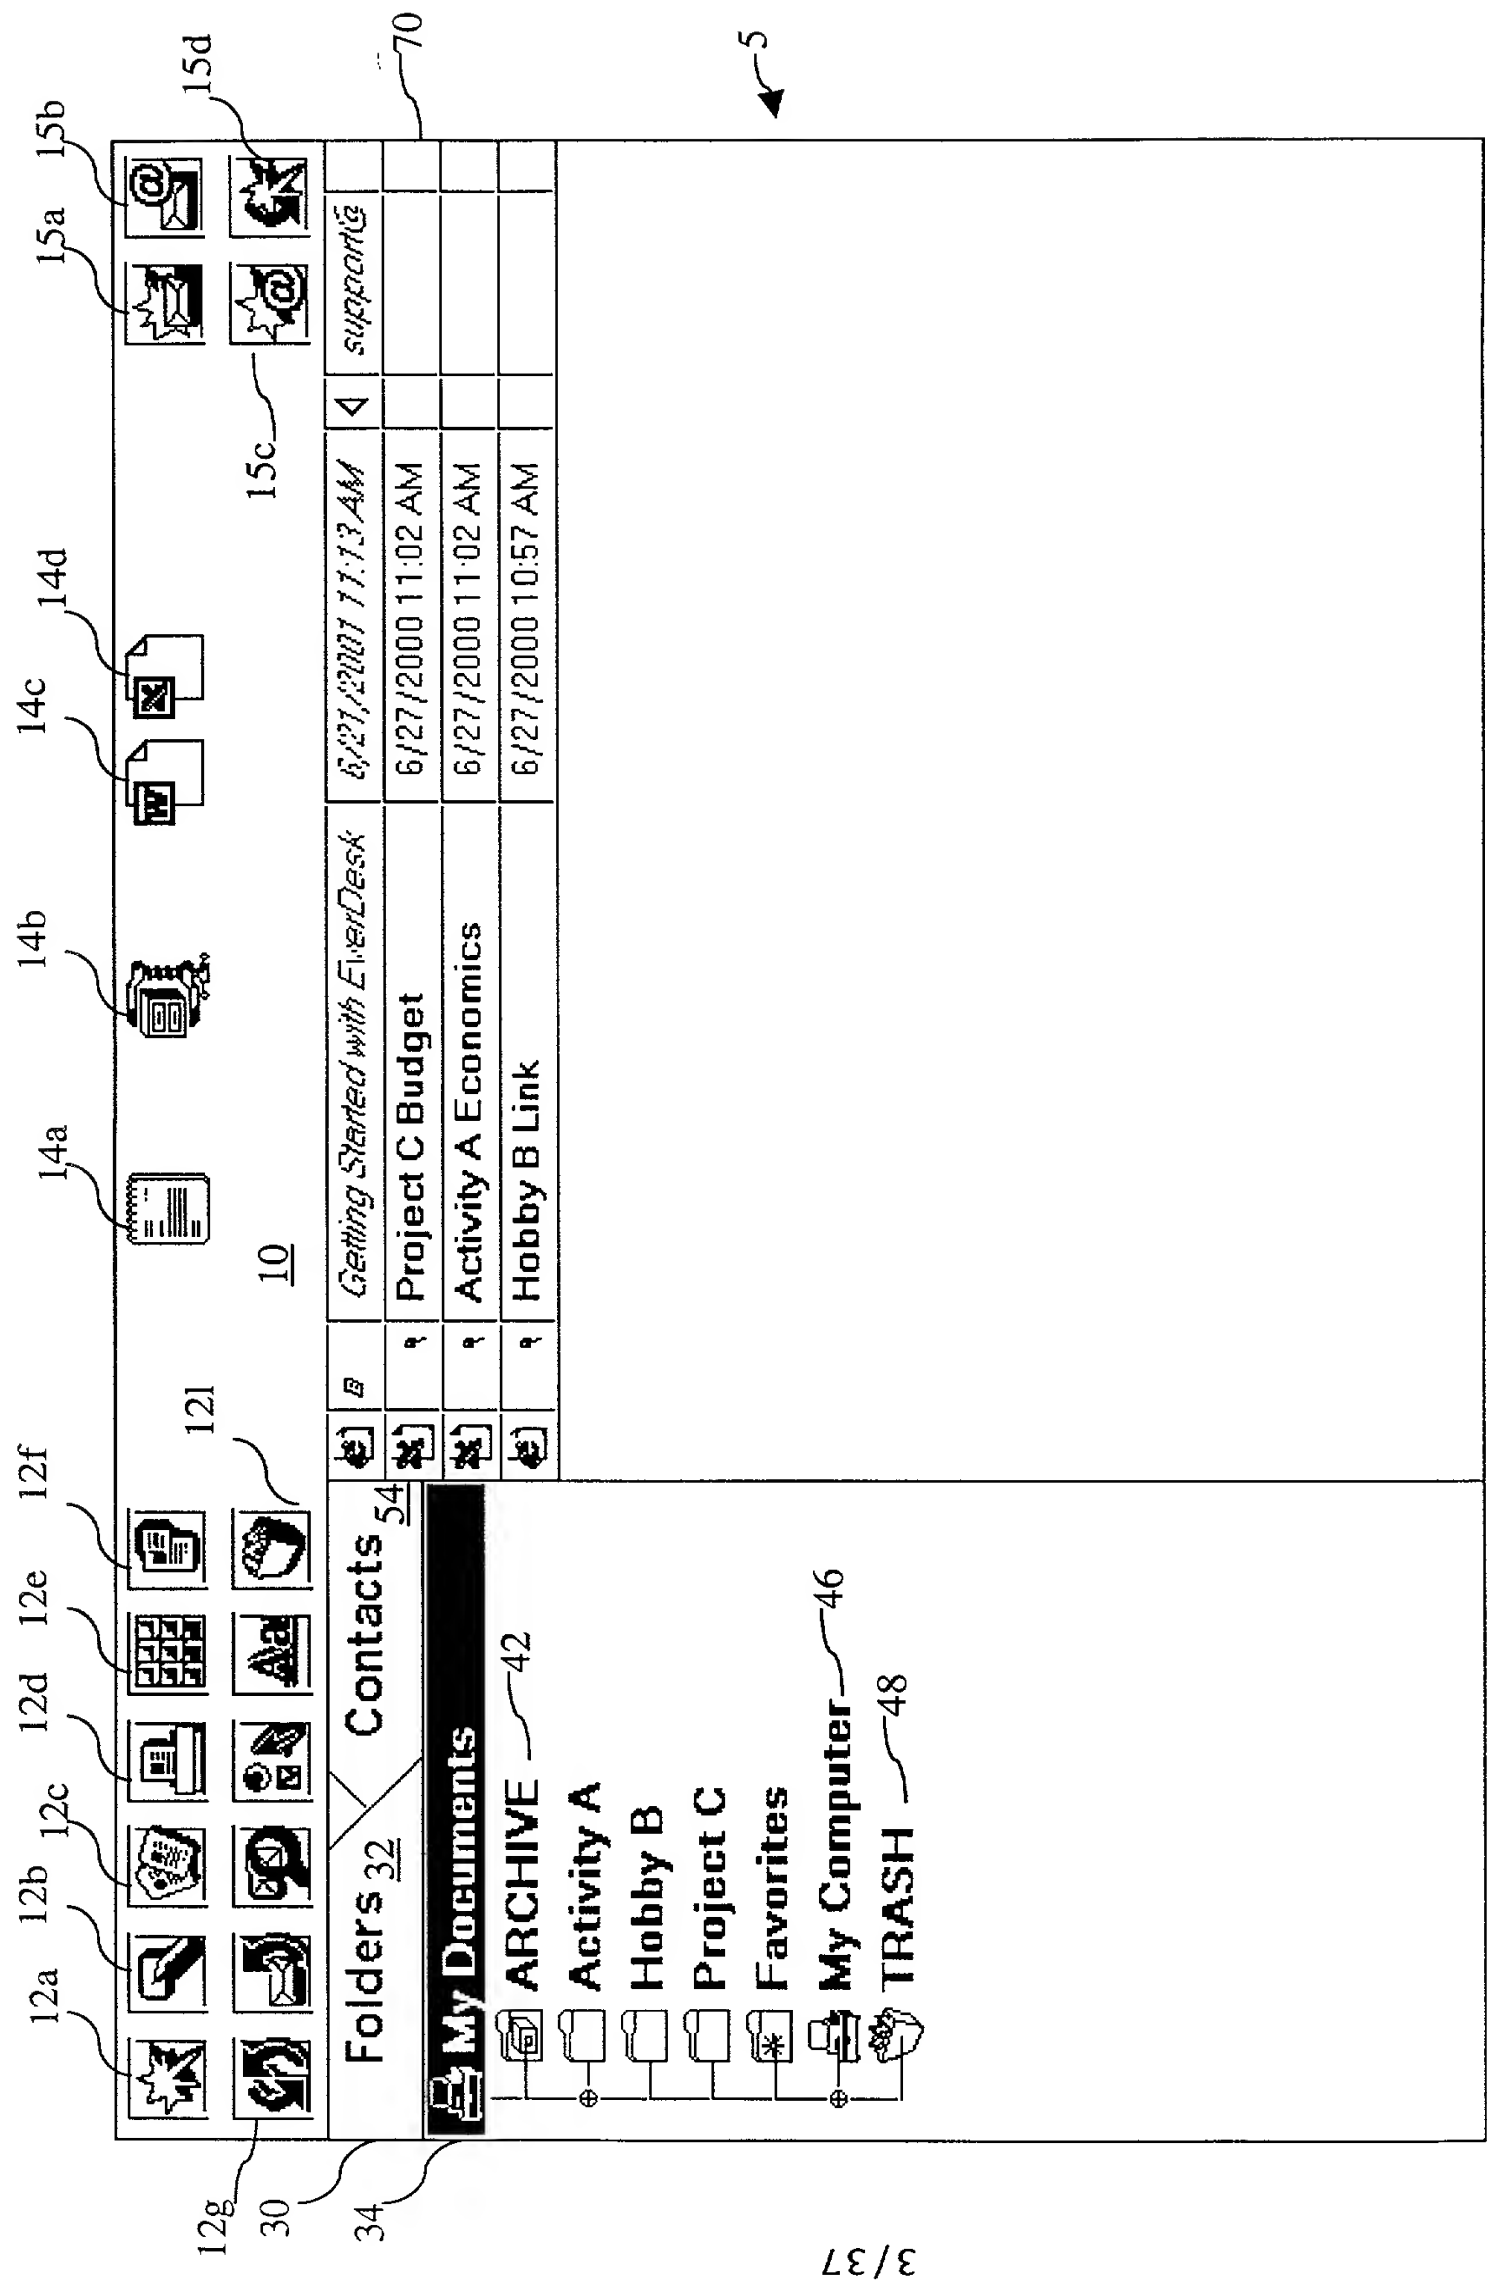 12a
12b
12c
12d
12e
12f
14a
14b
14c
14d
15a
15b
12g
12l
10
15c
15d
30
Folders 32
Contacts 54
34
My Documents
ARCHIVE 42
Activity A
Hobby B
Project C
Favorites
My Computer 46
TRASH 48
Getting Started with EverDesk 6/21/2001 11:13 AM support@
Project C Budget 6/27/2000 11:02 AM
Activity A Economics 6/27/2000 11:02 AM
Hobby B Link 6/27/2000 10:57 AM
70
5
3/37
W
X
Aa
@
@